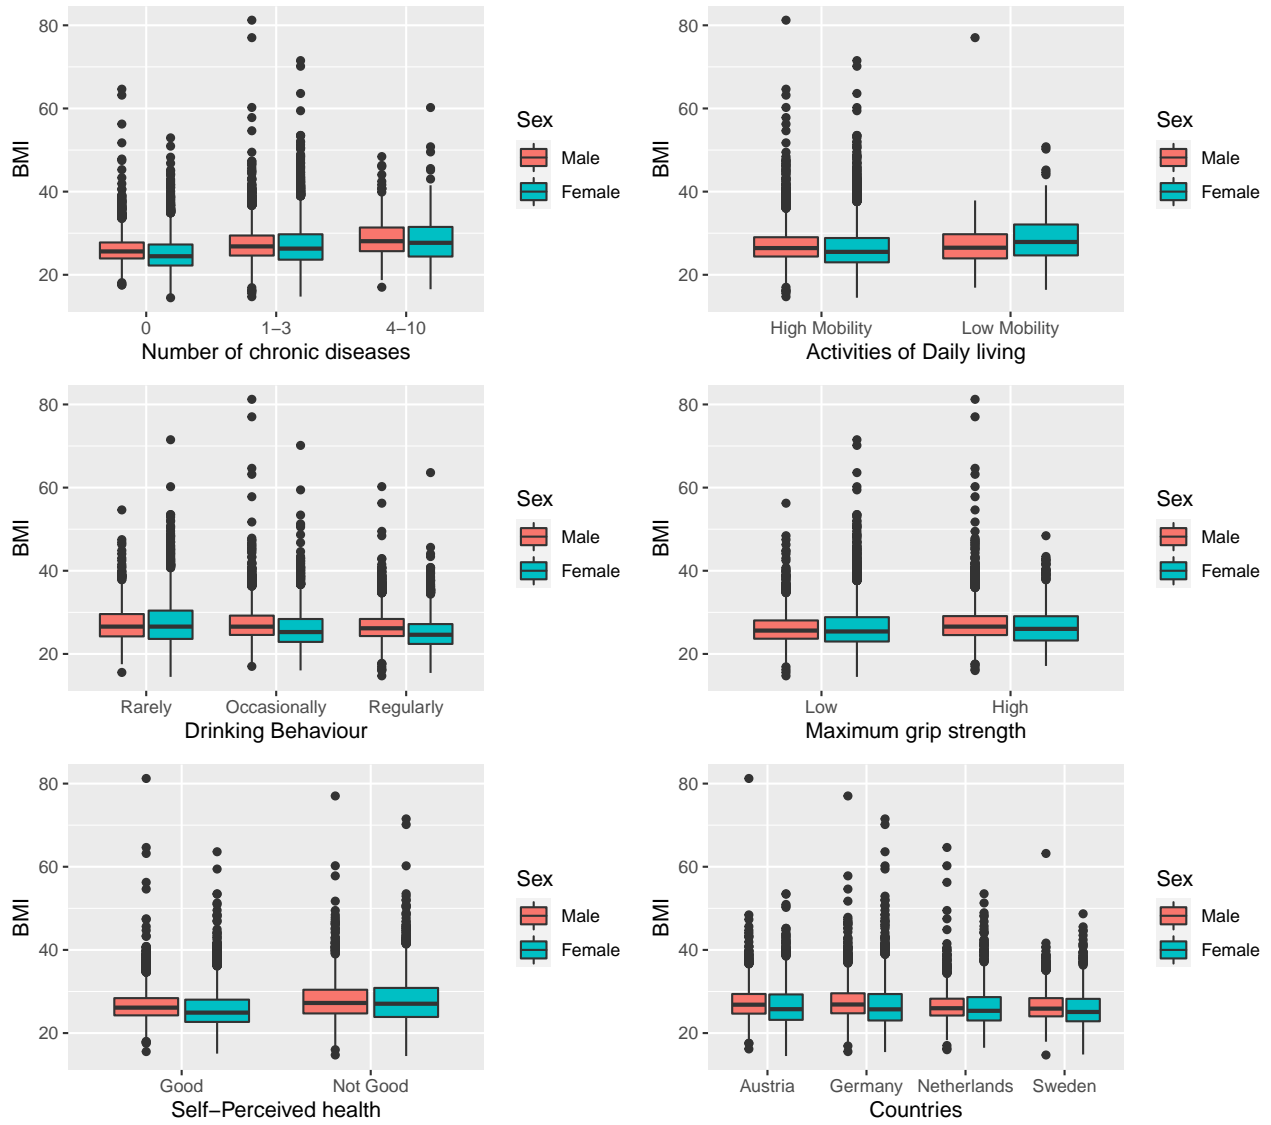 80
60
40
20
BMI
0
1−3
4−10
Number of chronic diseases
Sex
Male
Female
80
60
40
20
BMI
High Mobility
Low Mobility
Activities of Daily living
Sex
Male
Female
80
60
40
20
BMI
Rarely
Occasionally
Regularly
Drinking Behaviour
Sex
Male
Female
80
60
40
20
BMI
Low
High
Maximum grip strength
Sex
Male
Female
80
60
40
20
BMI
Good
Not Good
Self−Perceived health
Sex
Male
Female
80
60
40
20
BMI
Austria
Germany
Netherlands
Sweden
Countries
Sex
Male
Female